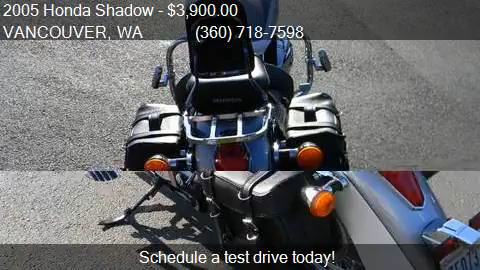 2005 Honda Shadow - $3,900.00
VANCOUVER, WA (360) 718-7598
HONDA
Schedule a test drive today!